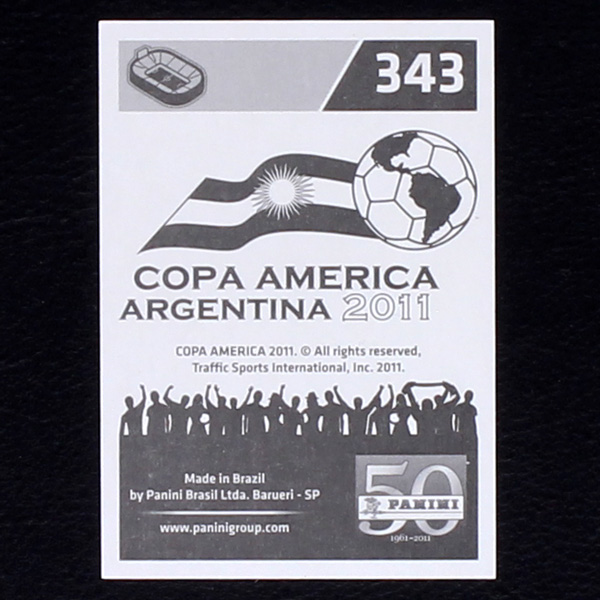 343
COPA AMERICA
ARGENTINA 2011
COPA AMERICA 2011. © All rights reserved,
Traffic Sports International, Inc. 2011.
Made in Brazil
by Panini Brasil Ltda. Barueri - SP
www.paninigroup.com
50
PANINI
1961-2011